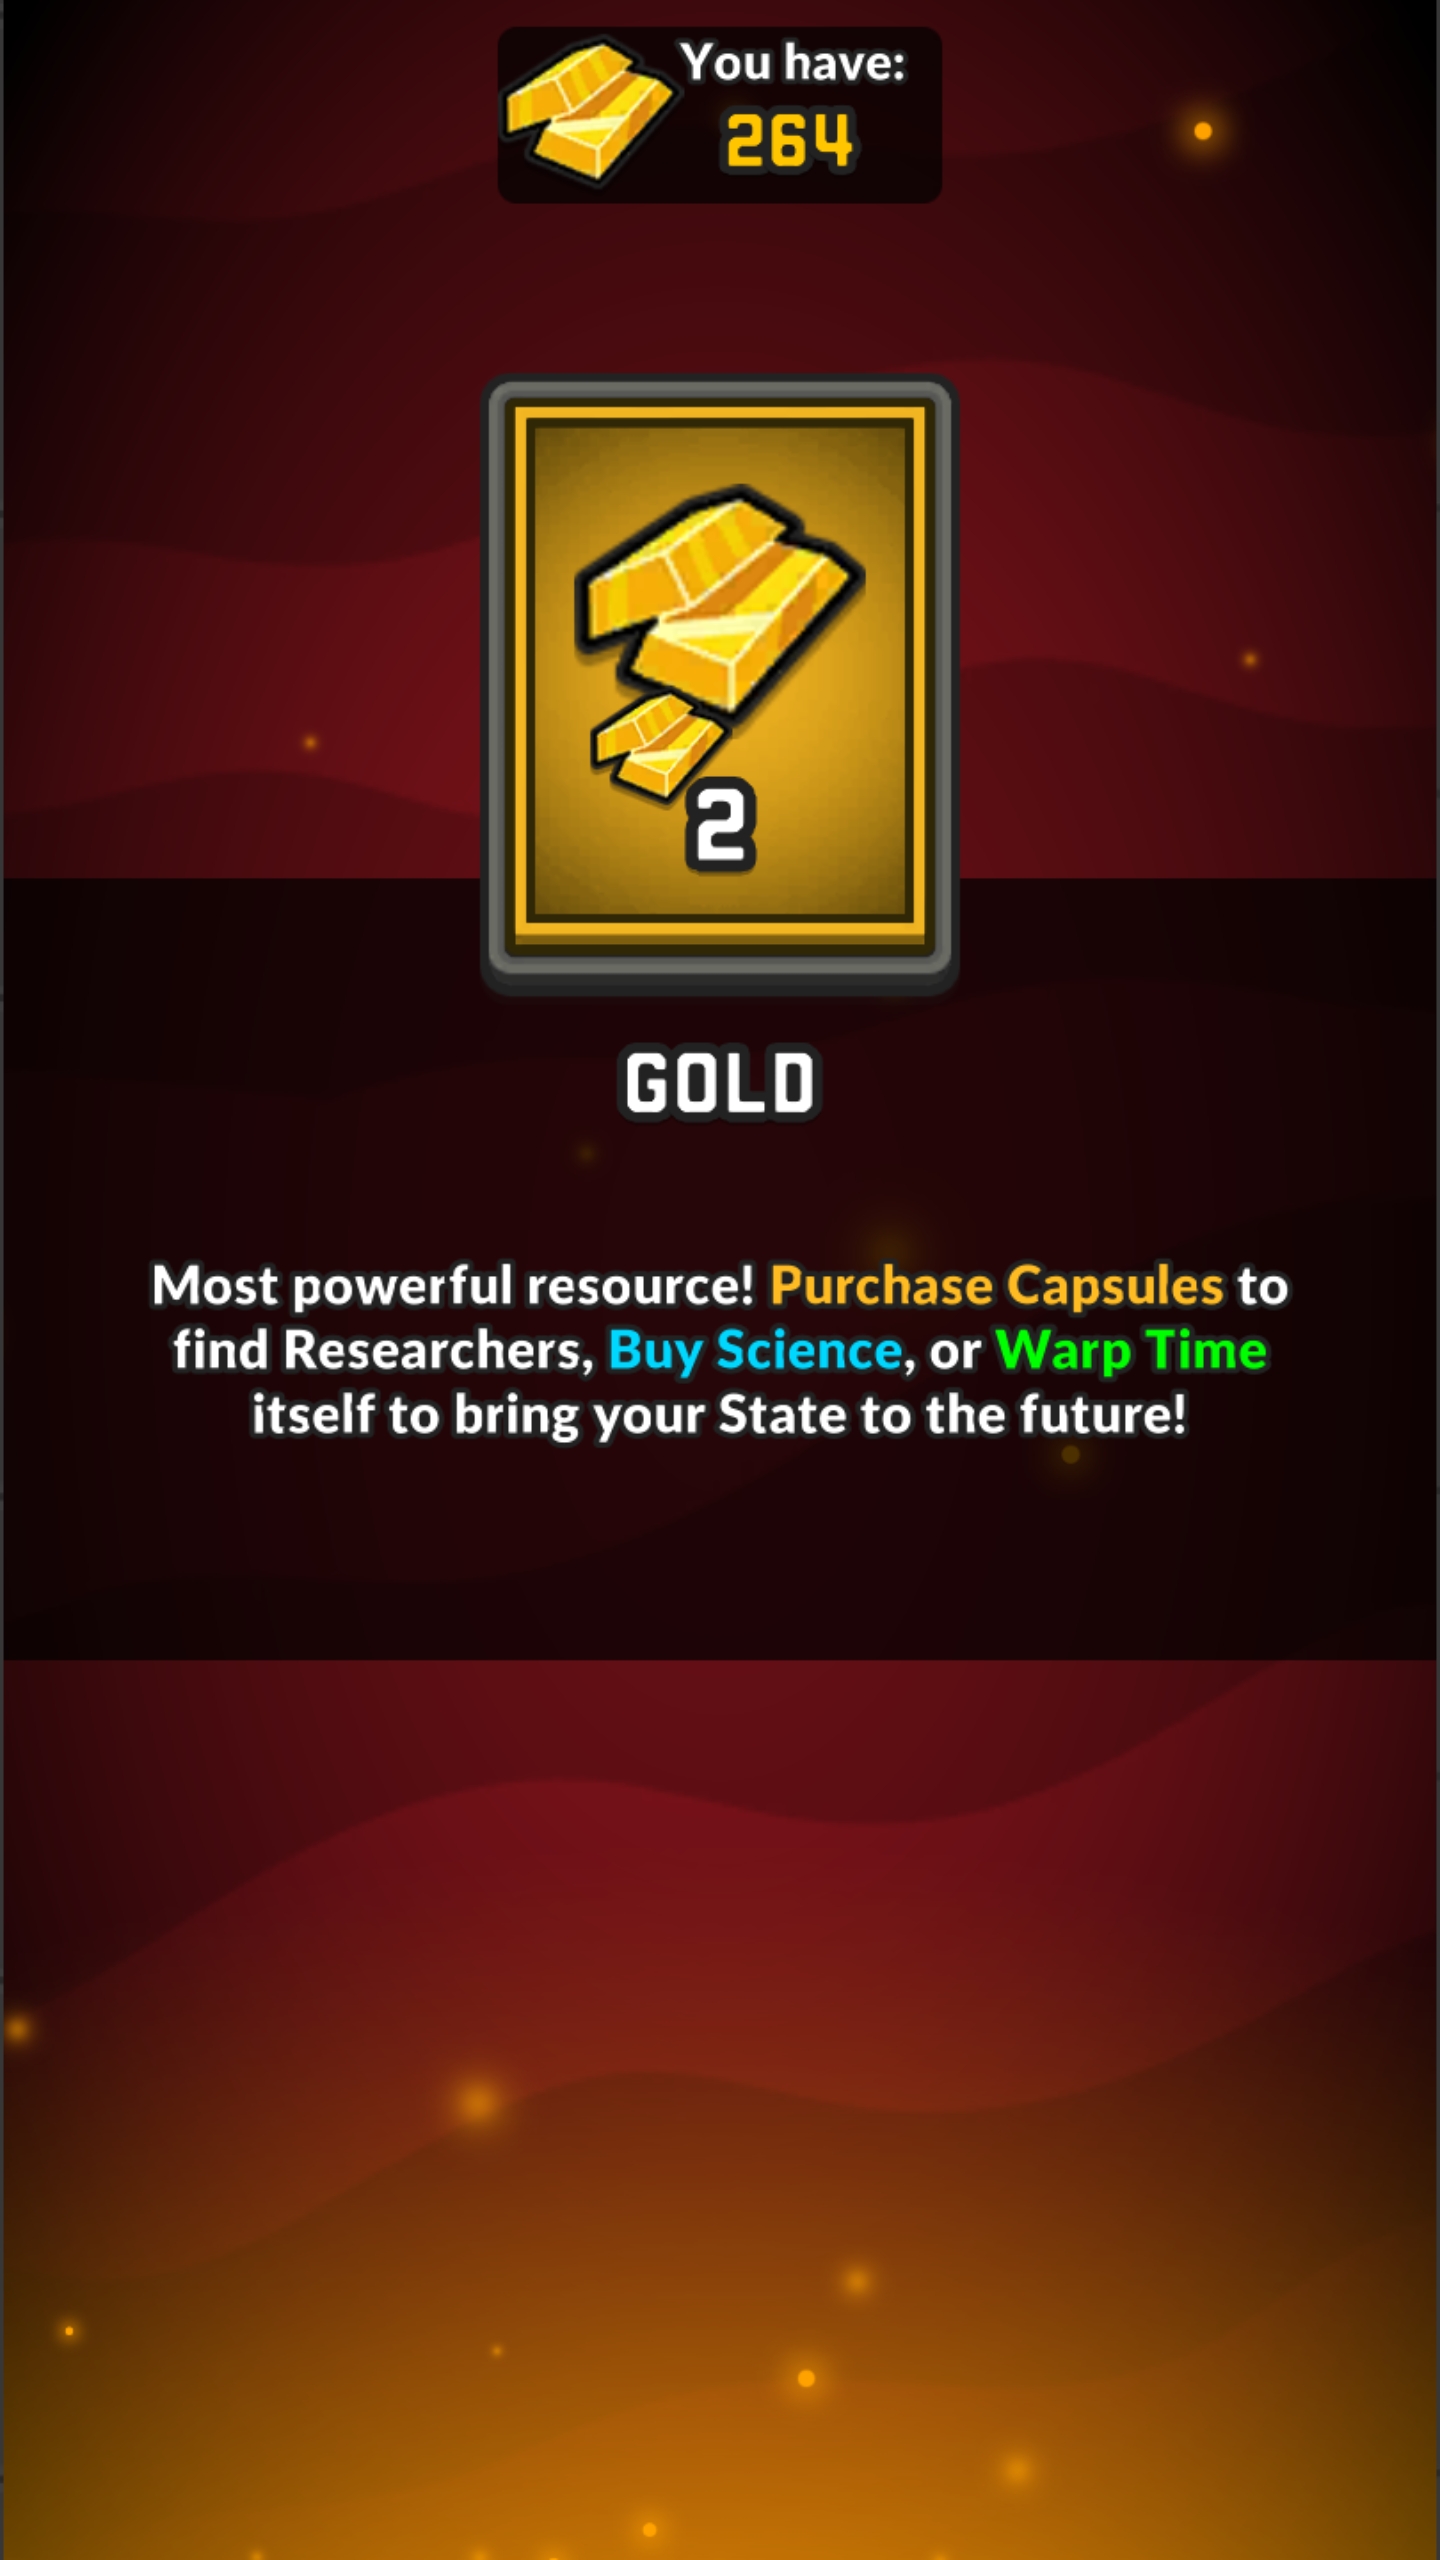 You have:
264
2
GOLD
Most powerful resource! Purchase Capsules to
find Researchers, Buy Science, or Warp Time
itself to bring your State to the future!